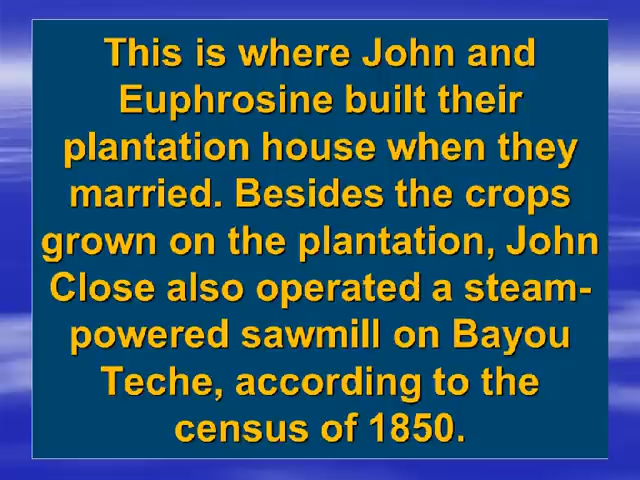 This is where John and
Euphrosine built their
plantation house when they
married. Besides the crops
grown on the plantation, John
Close also operated a steam-
powered sawmill on Bayou
Teche, according to the
census of 1850.